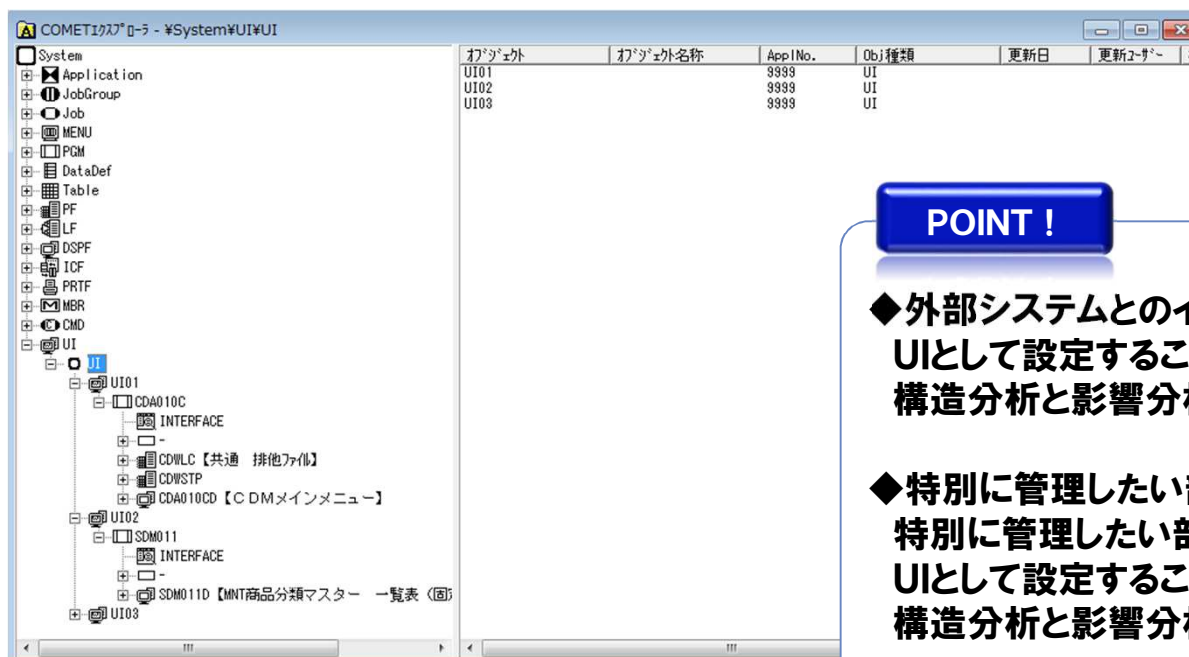 COMETｴｸｽﾌﾟﾛｰﾗ - ¥System¥UI¥UI
System
Application
JobGroup
Job
MENU
PGM
DataDef
Table
PF
LF
DSPF
ICF
PRTF
MBR
CMD
UI
UI
UI01
CDA010C
INTERFACE
-
CDWLC【共通　排他ﾌｧｲﾙ】
CDWSTP
CDA010CD【ＣＤＭメインメニュー】
UI02
SDM011
INTERFACE
-
SDM011D【MNT商品分類マスター　一覧表（固
UI03
ｵﾌﾞｼﾞｪｸﾄ ｵﾌﾞｼﾞｪｸﾄ名称 ApplNo. Obj種類 更新日 更新ﾕｰｻﾞｰ
UI01 9999 UI
UI02 9999 UI
UI03 9999 UI
POINT！
◆外部システムとのイ
UIとして設定するこ
構造分析と影響分析
◆特別に管理したい
特別に管理したい部
UIとして設定するこ
構造分析と影響分析